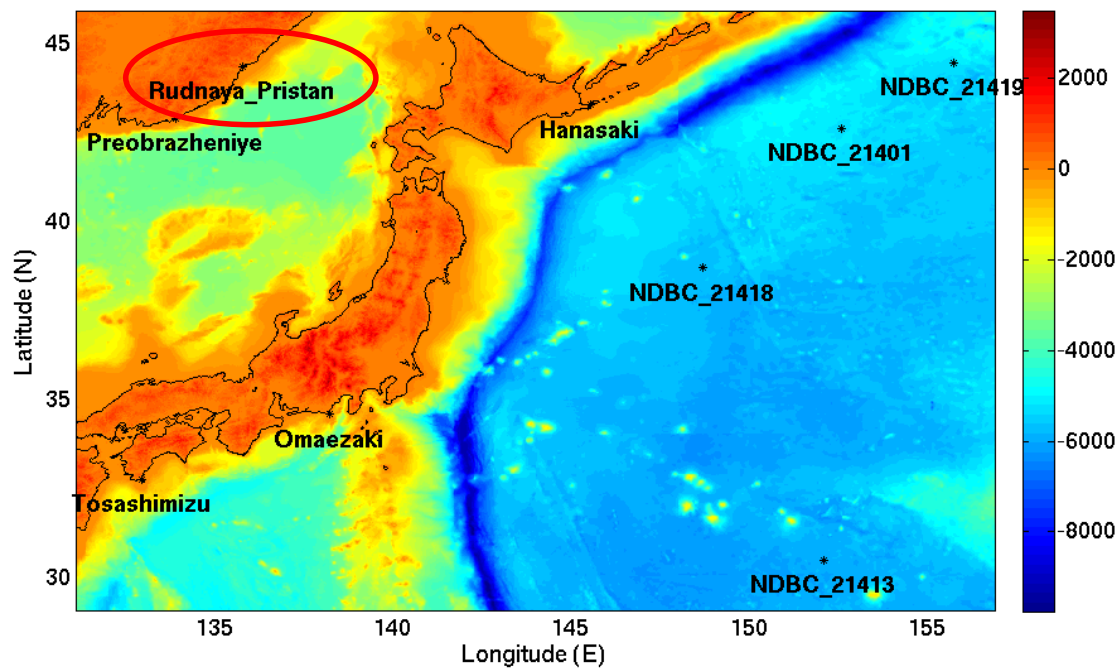 45
40
35
30
Latitude (N)
135
140
145
150
155
Longitude (E)
Rudnaya_Pristan
Preobrazheniye
Hanasaki
NDBC_21419
NDBC_21401
NDBC_21418
Omaezaki
Tosashimizu
NDBC_21413
2000
0
-2000
-4000
-6000
-8000